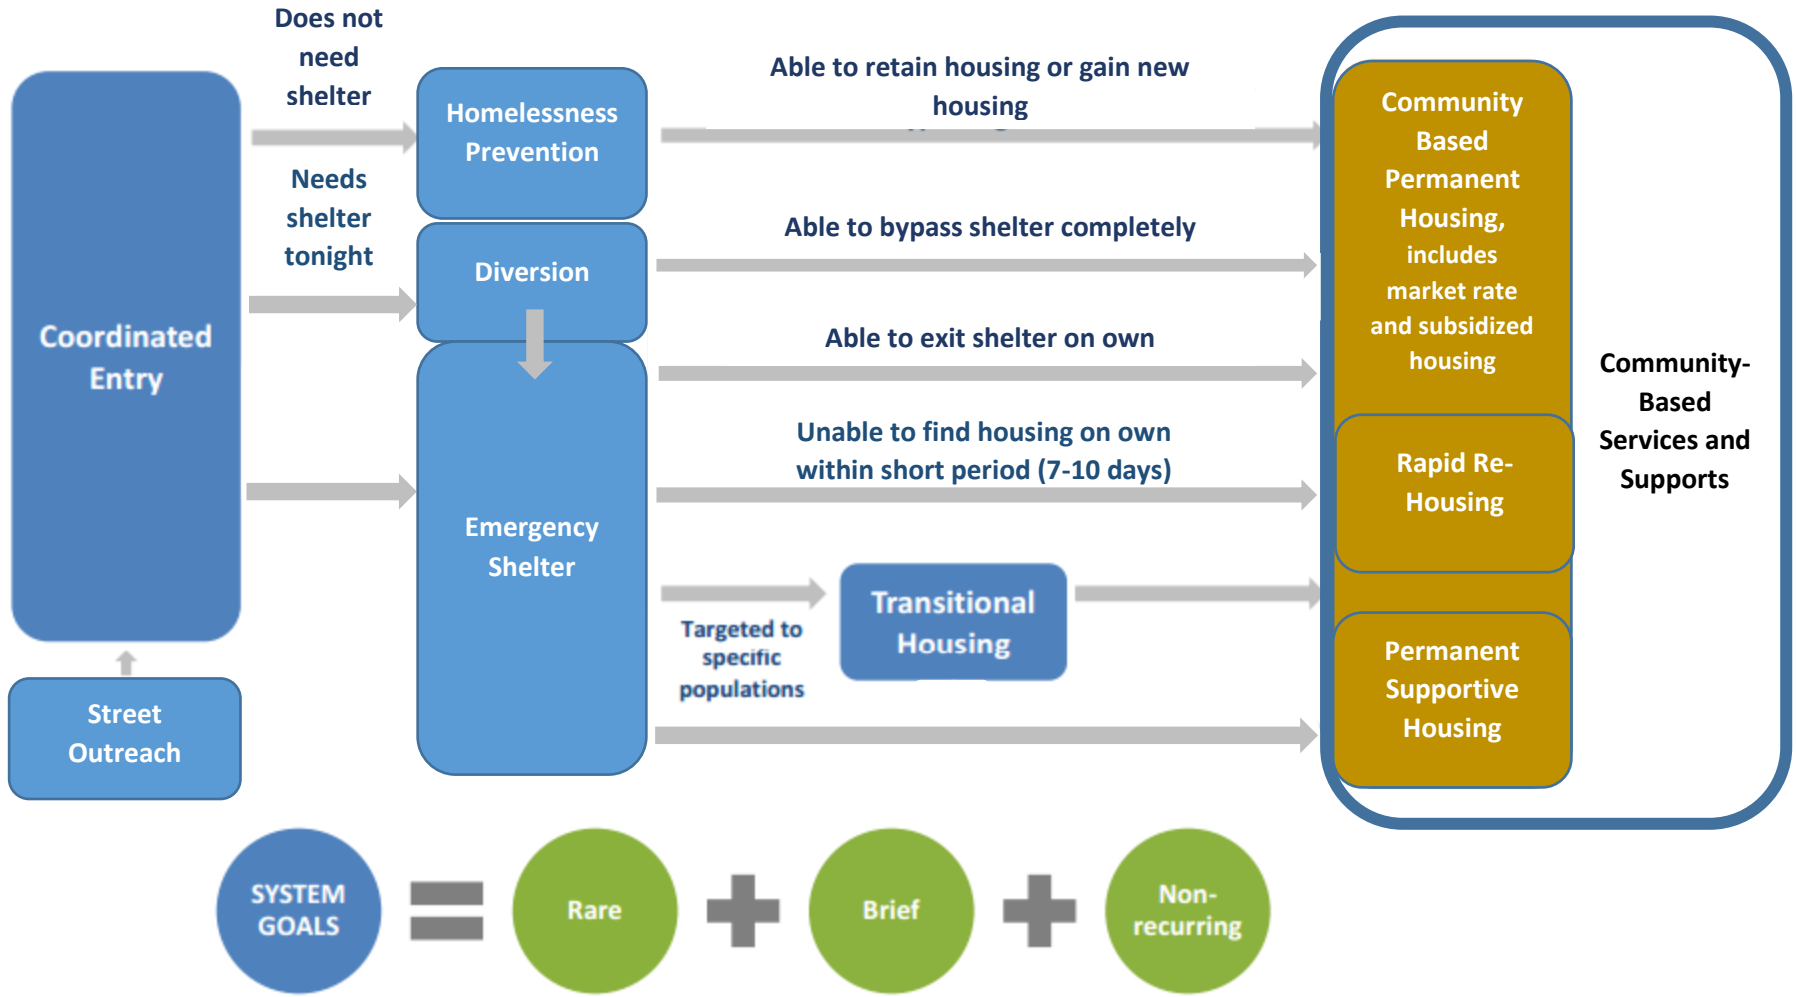 Does not
need
shelter
Needs
shelter
tonight
Coordinated
Entry
Street
Outreach
Homelessness
Prevention
Diversion
Emergency
Shelter
Able to retain housing or gain new
housing
Able to bypass shelter completely
Able to exit shelter on own
Unable to find housing on own
within short period (7-10 days)
Targeted to
specific
populations
Transitional
Housing
Community
Based
Permanent
Housing,
includes
market rate
and subsidized
housing
Rapid Re-
Housing
Permanent
Supportive
Housing
Community-
Based
Services and
Supports
SYSTEM
GOALS
=
Rare
+
Brief
+
Non-
recurring